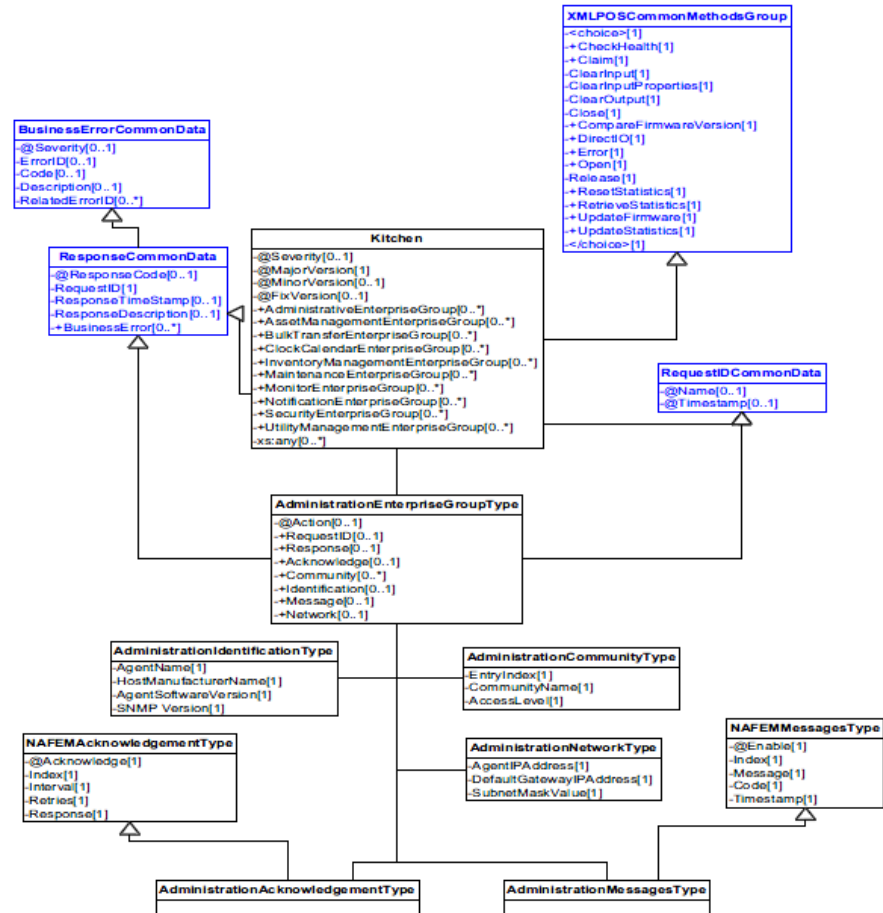 XMLPOSCommonMethodsGroup
-<choice>[1]
-+CheckHealth[1]
-+Claim[1]
-ClearInput[1]
-ClearInputProperties[1]
-ClearOutput[1]
-Close[1]
-+CompareFirmwareVersion[1]
-+DirectIO[1]
-+Error[1]
-+Open[1]
-Release[1]
-+ResetStatistics[1]
-+RetrieveStatistics[1]
-+UpdateFirmware[1]
-+UpdateStatistics[1]
-</choice>[1]
BusinessErrorCommonData
-@Severity[0..1]
-ErrorID[0..1]
-Code[0..1]
-Description[0..1]
-RelatedErrorID[0..*]
ResponseCommonData
-@ResponseCode[0..1]
-RequestID[1]
-ResponseTimeStamp[0..1]
-ResponseDescription[0..1]
-+BusinessError[0..*]
Kitchen
-@Severity[0..1]
-@MajorVersion[1]
-@MinorVersion[0..1]
-@FixVersion[0..1]
-+AdministrativeEnterpriseGroup[0..*]
-+AssetManagementEnterpriseGroup[0..*]
-+BulkTransferEnterpriseGroup[0..*]
-+ClockCalendarEnterpriseGroup[0..*]
-+InventoryManagementEnterpriseGroup[0..*]
-+MaintenanceEnterpriseGroup[0..*]
-+MonitorEnterpriseGroup[0..*]
-+NotificationEnterpriseGroup[0..*]
-+SecurityEnterpriseGroup[0..*]
-+UtilityManagementEnterpriseGroup[0..*]
-xs:any[0..*]
RequestIDCommonData
-@Name[0..1]
-@Timestamp[0..1]
AdministrationEnterpriseGroupType
-@Action[0..1]
-+RequestID[0..1]
-+Response[0..1]
-+Acknowledge[0..1]
-+Community[0..*]
-+Identification[0..1]
-+Message[0..1]
-+Network[0..1]
AdministrationIdentificationType
-AgentName[1]
-HostManufacturerName[1]
-AgentSoftwareVersion[1]
-SNMP Version[1]
AdministrationCommunityType
-EntryIndex[1]
-CommunityName[1]
-AccessLevel[1]
NAFEMAcknowledgementType
-@Acknowledge[1]
-Index[1]
-Interval[1]
-Retries[1]
-Response[1]
AdministrationNetworkType
-AgentIPAddress[1]
-DefaultGatewayIPAddress[1]
-SubnetMaskValue[1]
NAFEMMessagesType
-@Enable[1]
-Index[1]
-Message[1]
-Code[1]
-Timestamp[1]
AdministrationAcknowledgementType
AdministrationMessagesType